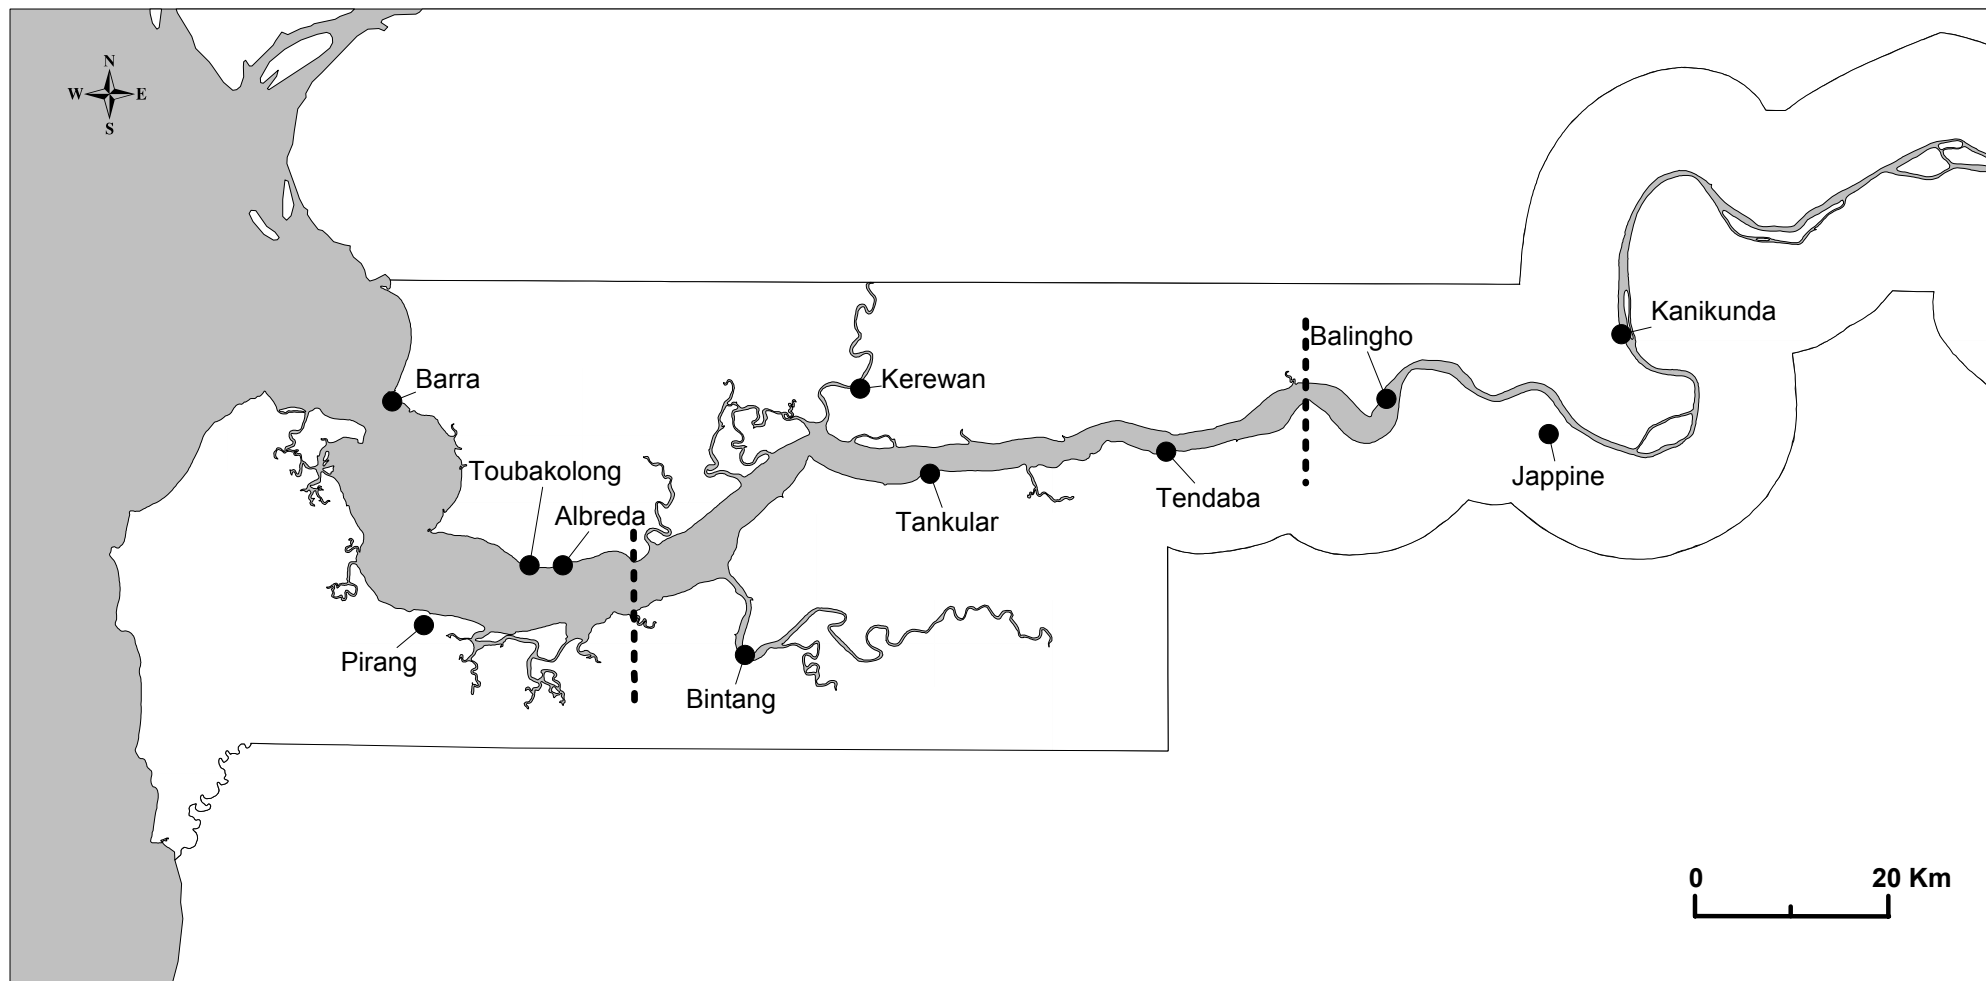 N
W E
S
Kanikunda
Balingho
Barra
Kerewan
Toubakolong
Jappine
Tendaba
Albreda
Tankular
Pirang
Bintang
0 20 Km